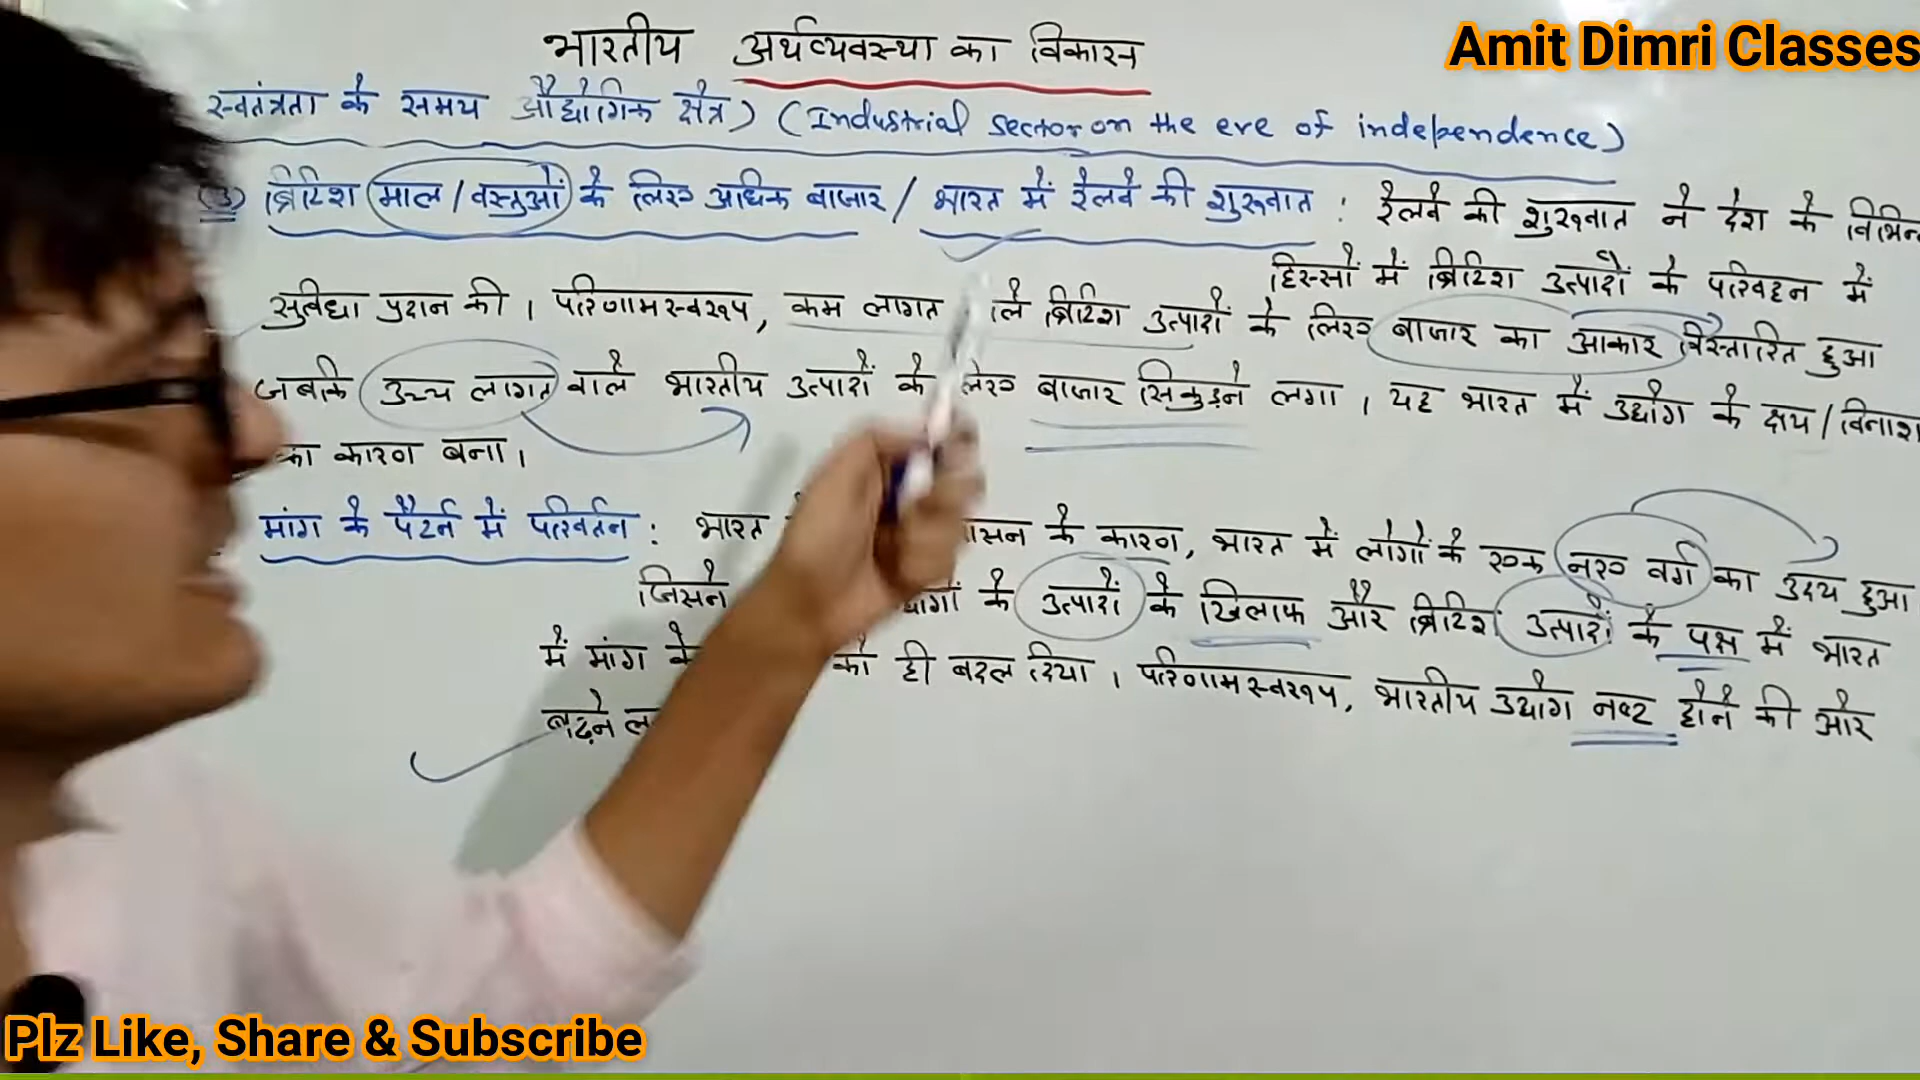 भारतीय अर्थव्यवस्था का विकास
Amit Dimri Classes
स्वतंत्रता के समय औद्योगिक क्षेत्र) (Industrial sector on the eve of independence)
(3) ब्रिटिश माल/वस्तुओं के लिए अधिक बाजार / भारत में रेलवे की शुरूवात : रेलवे की शुरूवात ने देश के विभिन्न
हिस्सों में ब्रिटिश उत्पादों के परिवहन में
सुविधा प्रदान की। परिणामस्वरूप, कम लागत ब्रिटिश उत्पादों के लिए बाजार का आकार विस्तारित हुआ
जबकि उच्च लागत वाले भारतीय उत्पादों के लिए बाजार सिकुड़ने लगा, यह भारत में उद्योग के क्षय/विनाश
का कारण बना।
मांग के पैटर्न में परिवर्तन : भारत के कारण, भारत में लोगों के एक नए वर्ग का उदय हुआ
जिसने के उत्पादों के खिलाफ और ब्रिटिश उत्पादों के पक्ष में भारत
में मांग के को ही बदल दिया। परिणामस्वरूप, भारतीय उद्योग नष्ट होने की ओर
बढ़ने
Plz Like, Share & Subscribe